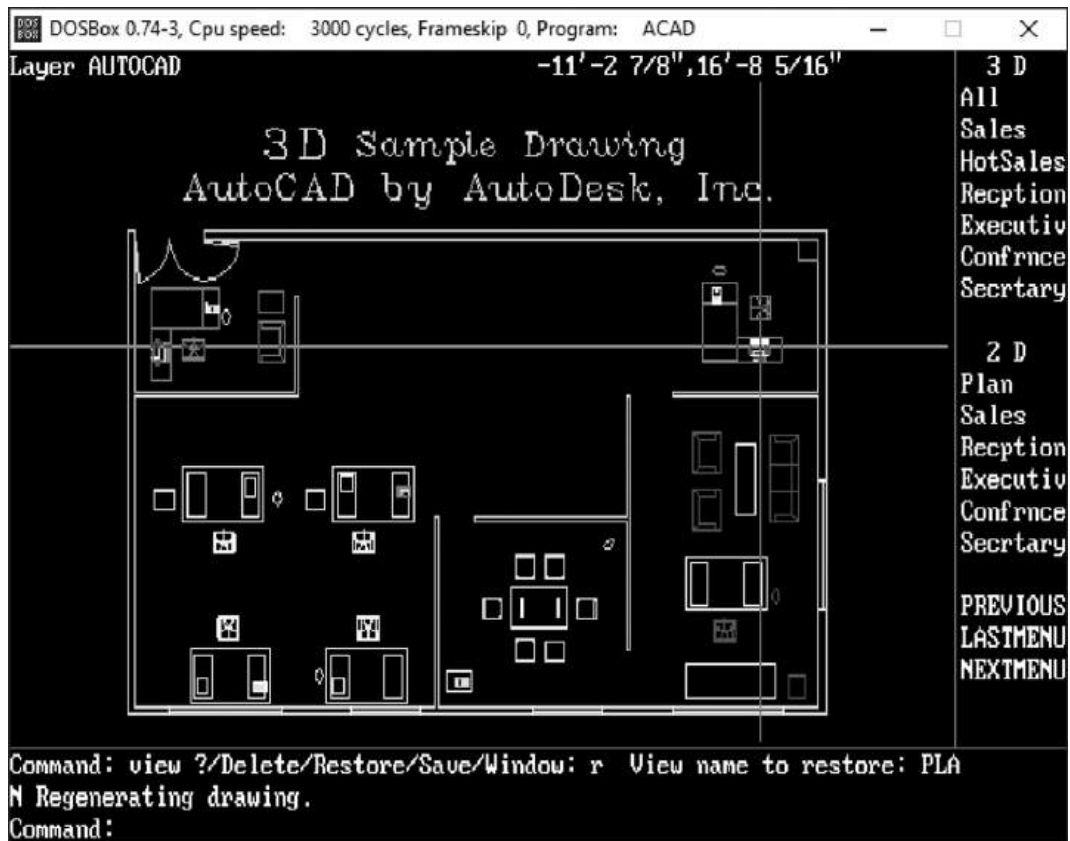 DOS BOX DOSBox 0.74-3, Cpu speed: 3000 cycles, Frameskip 0, Program: ACAD
Layer AUTOCAD -11'-2 7/8",16'-8 5/16"
3D Sample Drawing
AutoCAD by AutoDesk, Inc.
3 D
All
Sales
HotSales
Recption
Executiv
Confrnce
Secrtary
2 D
Plan
Sales
Recption
Executiv
Confrnce
Secrtary
PREVIOUS
LASTMENU
NEXTMENU
Command: view ?/Delete/Restore/Save/Window: r View name to restore: PLA
N Regenerating drawing.
Command: